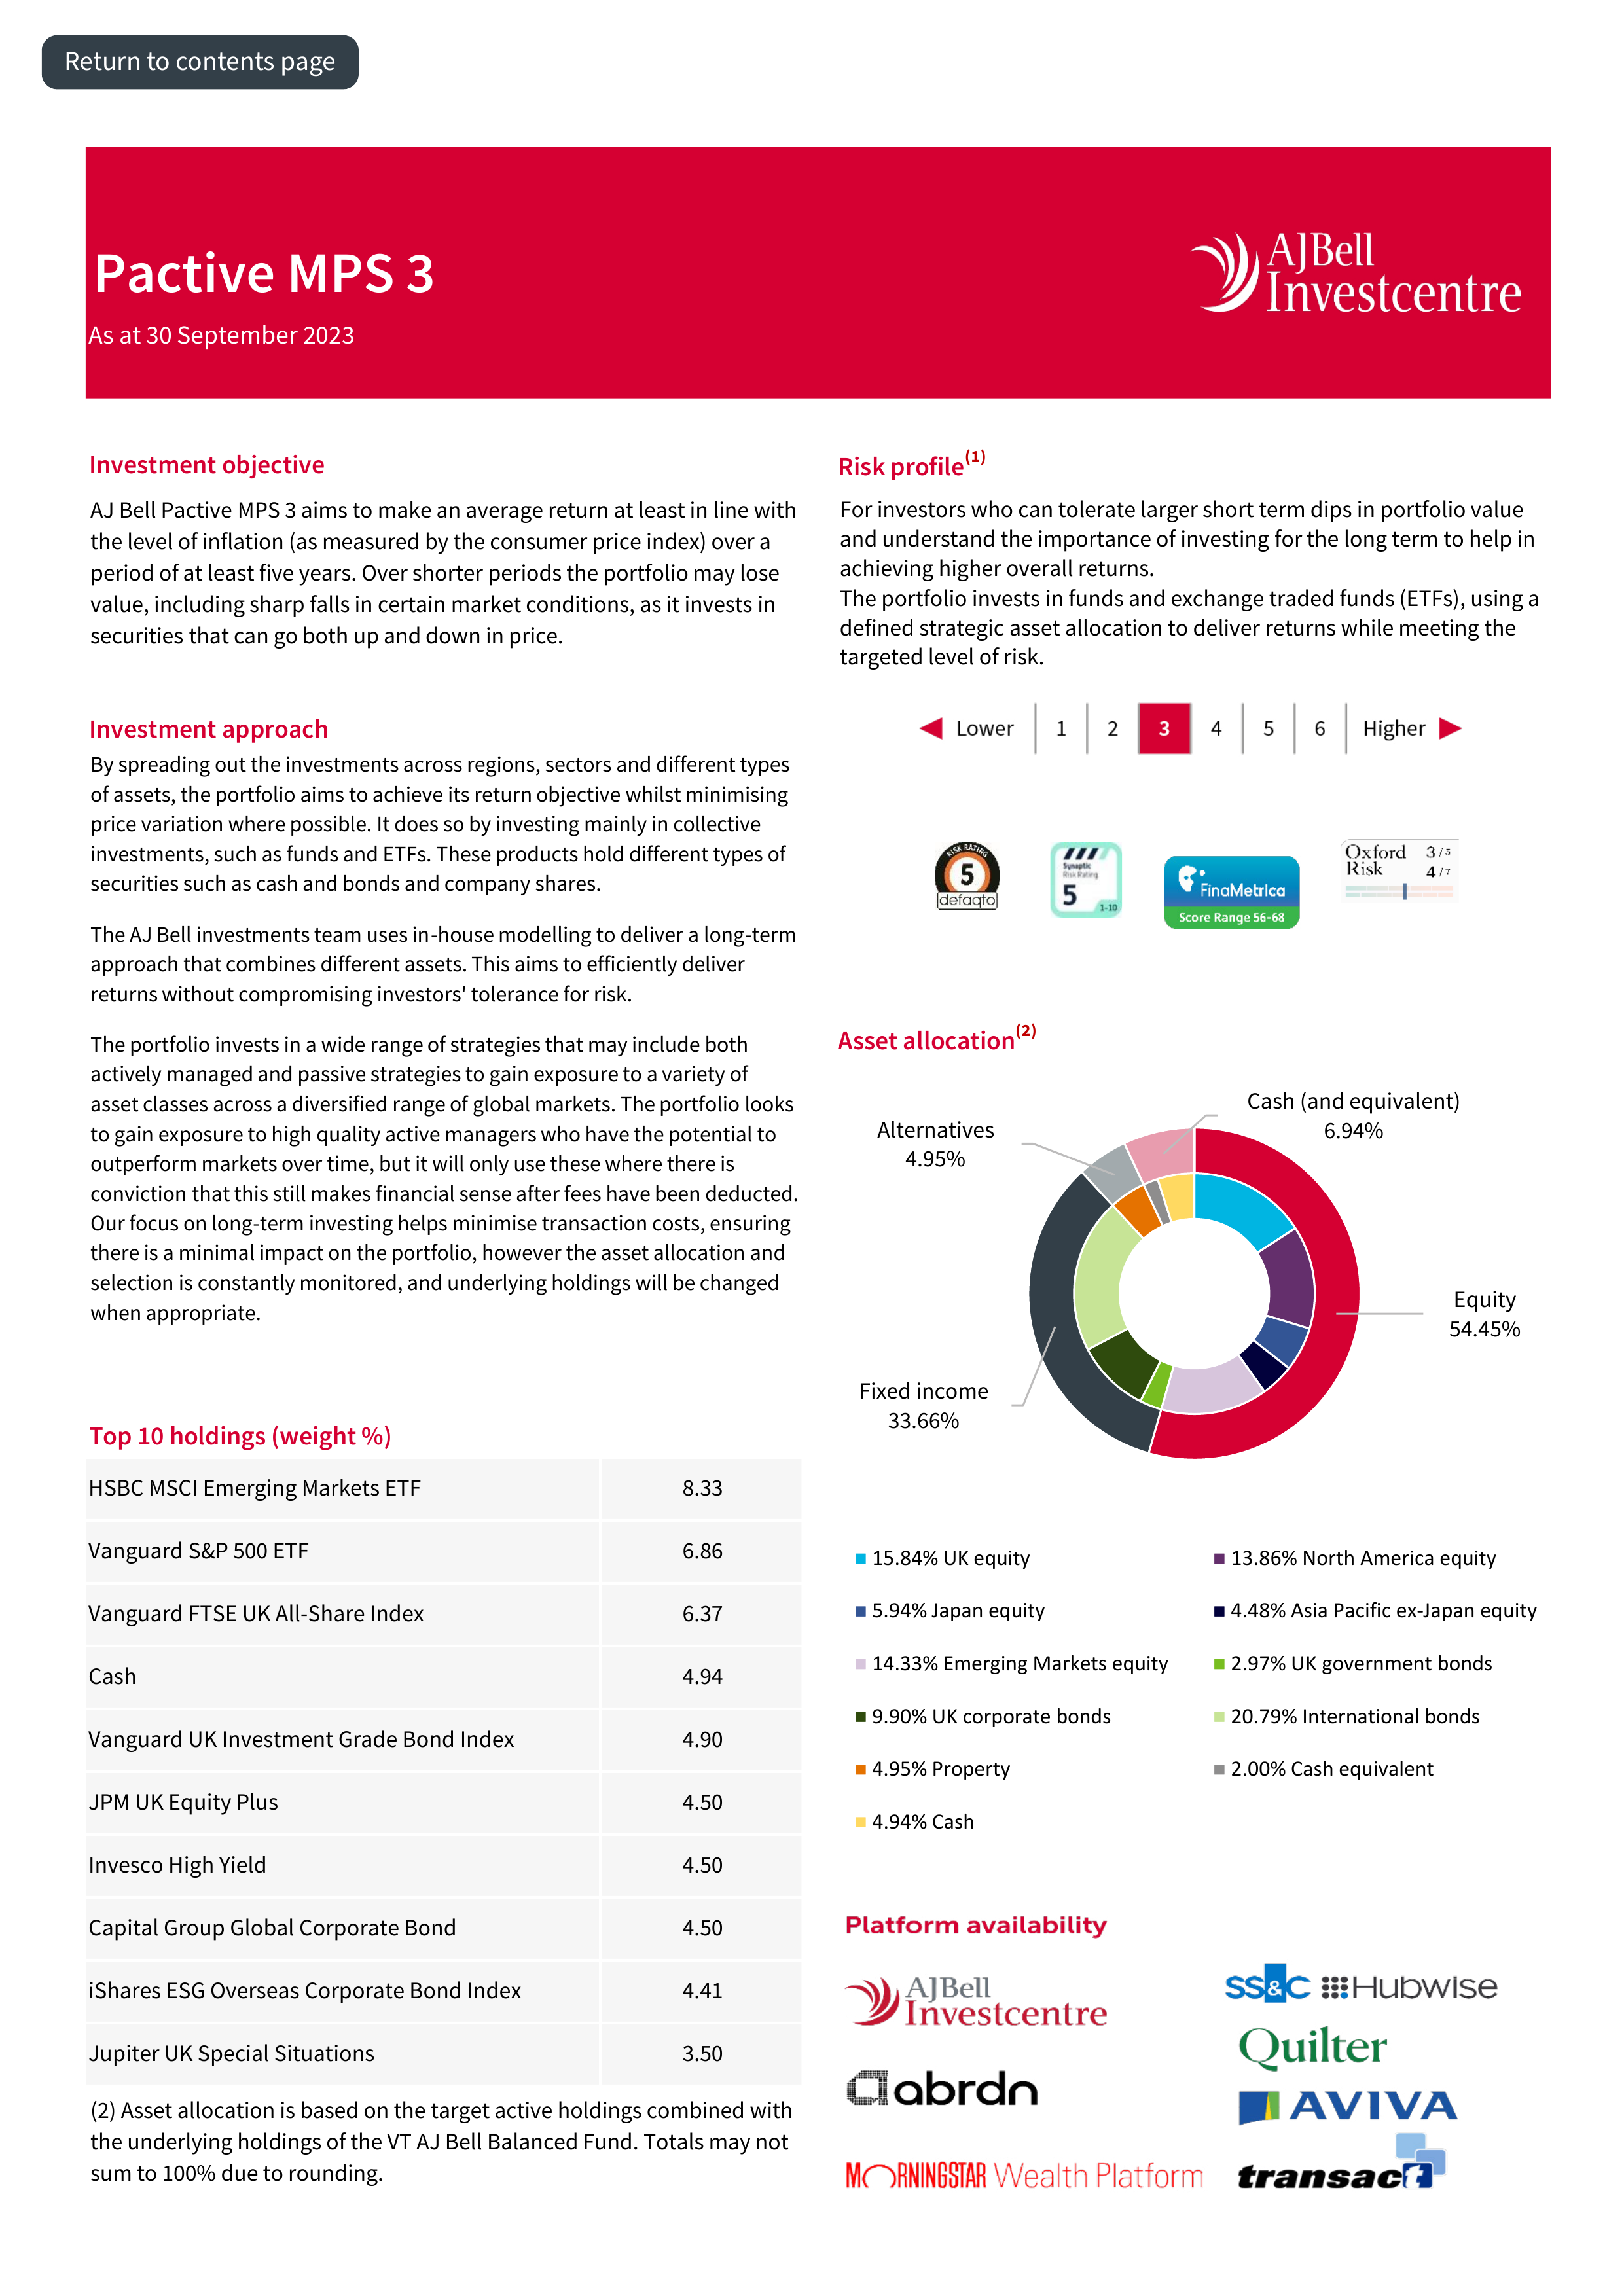 Return to contents page
Pactive MPS 3
As at 30 September 2023
AJBell
Investcentre
Investment objective
AJ Bell Pactive MPS 3 aims to make an average return at least in line with
the level of inflation (as measured by the consumer price index) over a
period of at least five years. Over shorter periods the portfolio may lose
value, including sharp falls in certain market conditions, as it invests in
securities that can go both up and down in price.
Investment approach
By spreading out the investments across regions, sectors and different types
of assets, the portfolio aims to achieve its return objective whilst minimising
price variation where possible. It does so by investing mainly in collective
investments, such as funds and ETFs. These products hold different types of
securities such as cash and bonds and company shares.
The AJ Bell investments team uses in-house modelling to deliver a long-term
approach that combines different assets. This aims to efficiently deliver
returns without compromising investors' tolerance for risk.
The portfolio invests in a wide range of strategies that may include both
actively managed and passive strategies to gain exposure to a variety of
asset classes across a diversified range of global markets. The portfolio looks
to gain exposure to high quality active managers who have the potential to
outperform markets over time, but it will only use these where there is
conviction that this still makes financial sense after fees have been deducted.
Our focus on long-term investing helps minimise transaction costs, ensuring
there is a minimal impact on the portfolio, however the asset allocation and
selection is constantly monitored, and underlying holdings will be changed
when appropriate.
Top 10 holdings (weight %)
HSBC MSCI Emerging Markets ETF 8.33
Vanguard S&P 500 ETF 6.86
Vanguard FTSE UK All-Share Index 6.37
Cash 4.94
Vanguard UK Investment Grade Bond Index 4.90
JPM UK Equity Plus 4.50
Invesco High Yield 4.50
Capital Group Global Corporate Bond 4.50
iShares ESG Overseas Corporate Bond Index 4.41
Jupiter UK Special Situations 3.50
(2) Asset allocation is based on the target active holdings combined with
the underlying holdings of the VT AJ Bell Balanced Fund. Totals may not
sum to 100% due to rounding.
Risk profile(1)
For investors who can tolerate larger short term dips in portfolio value
and understand the importance of investing for the long term to help in
achieving higher overall returns.
The portfolio invests in funds and exchange traded funds (ETFs), using a
defined strategic asset allocation to deliver returns while meeting the
targeted level of risk.
Lower 1 2 3 4 5 6 Higher
RISK RATING
5
defaqto
Synaptic
Risk Rating
5
1-10
FinaMetrica
Score Range 56-68
Oxford 3/5
Risk 4/7
Asset allocation(2)
Cash (and equivalent)
6.94%
Alternatives
4.95%
Equity
54.45%
Fixed income
33.66%
15.84% UK equity
13.86% North America equity
5.94% Japan equity
4.48% Asia Pacific ex-Japan equity
14.33% Emerging Markets equity
2.97% UK government bonds
9.90% UK corporate bonds
20.79% International bonds
4.95% Property
2.00% Cash equivalent
4.94% Cash
Platform availability
AJBell
Investcentre
SS&C Hubwise
Quilter
abrdn
AVIVA
MORNINGSTAR Wealth Platform
transact